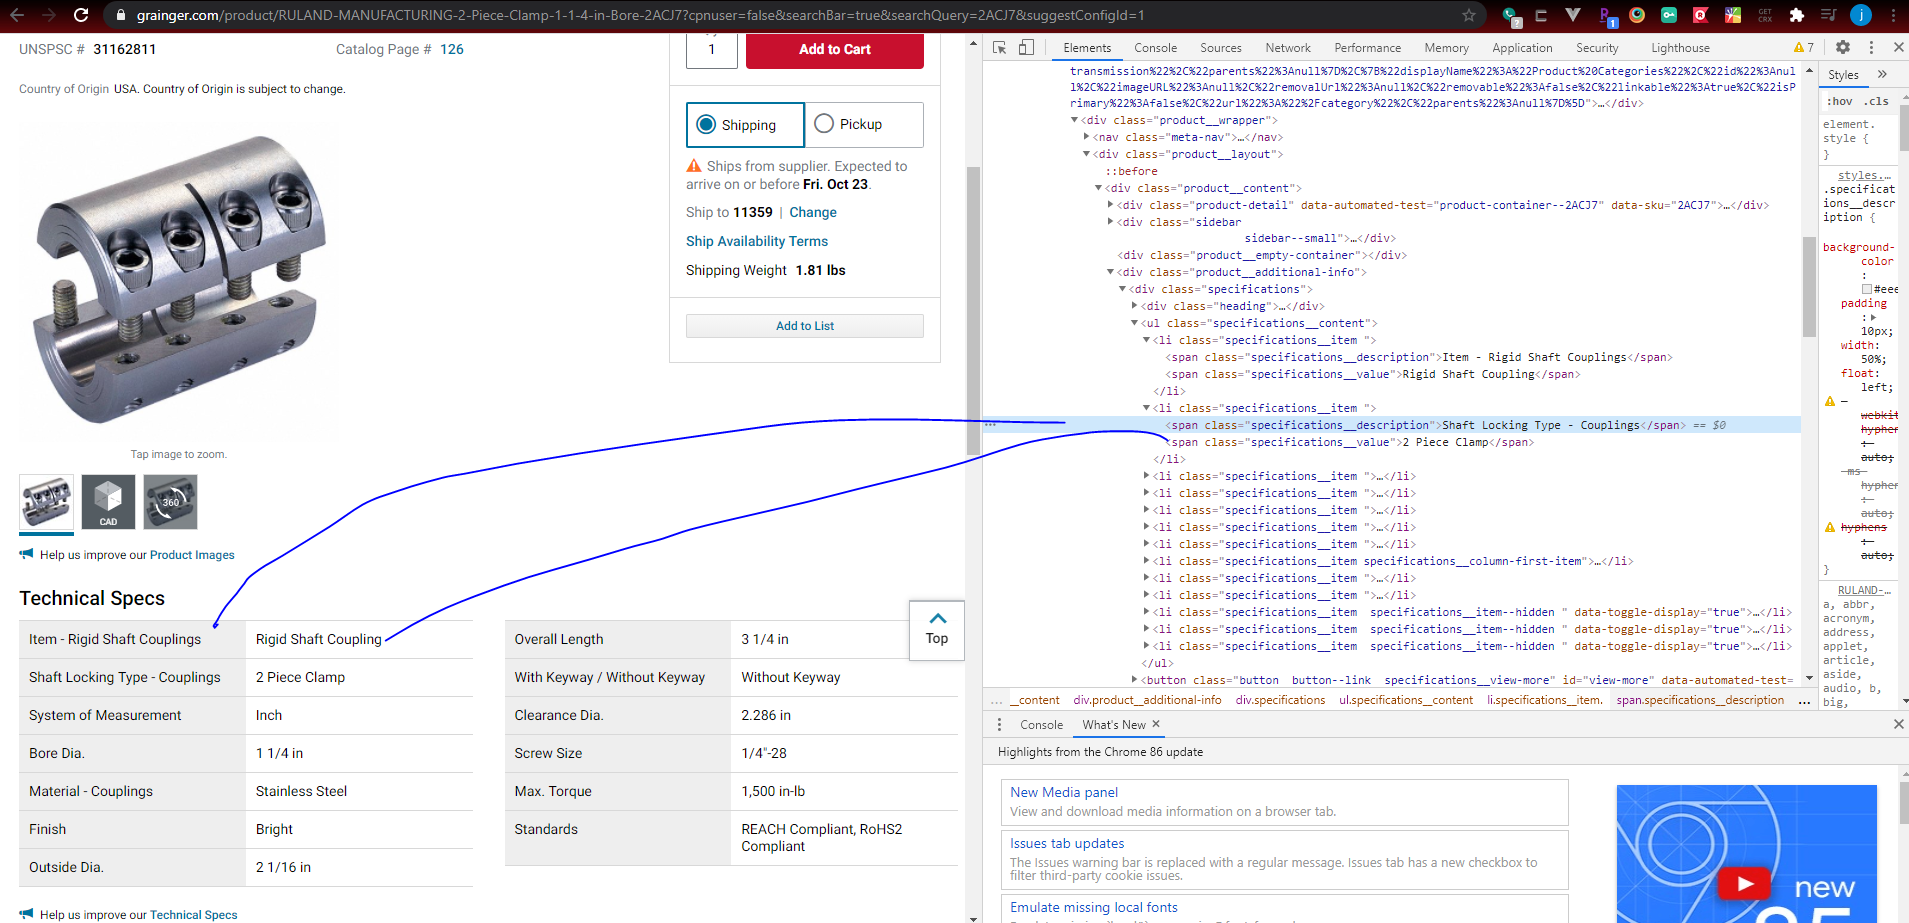 grainger.com/product/RULAND-MANUFACTURING-2-Piece-Clamp-1-1-4-in-Bore-2ACJ7?cpnuser=false&searchBar=true&searchQuery=2ACJ7&suggestConfigId=1
UNSPSC # 31162811
Catalog Page # 126
Country of Origin USA. Country of Origin is subject to change.
Tap image to zoom.
CAD
360
Help us improve our Product Images
1
Add to Cart
Shipping
Pickup
Ships from supplier. Expected to
arrive on or before Fri. Oct 23.
Ship to 11359 | Change
Ship Availability Terms
Shipping Weight 1.81 lbs
Add to List
Technical Specs
Item - Rigid Shaft Couplings Rigid Shaft Coupling
Shaft Locking Type - Couplings 2 Piece Clamp
System of Measurement Inch
Bore Dia. 1 1/4 in
Material - Couplings Stainless Steel
Finish Bright
Outside Dia. 2 1/16 in
Overall Length 3 1/4 in
With Keyway / Without Keyway Without Keyway
Clearance Dia. 2.286 in
Screw Size 1/4"-28
Max. Torque 1,500 in-lb
Standards REACH Compliant, RoHS2
Compliant
Top
Help us improve our Technical Specs
Elements Console Sources Network Performance Memory Application Security Lighthouse 7
transmission%22%2C%22parents%22%3Anull%7D%2C%7B%22displayName%22%3A%22Product%20Categories%22%2C%22id%22%3Anul
l%2C%22imageURL%22%3Anull%2C%22removalUrl%22%3Anull%2C%22removable%22%3Afalse%2C%22linkable%22%3Atrue%2C%22isP
rimary%22%3Afalse%2C%22url%22%3A%22%2Fcategory%22%2C%22parents%22%3Anull%7D%5D">…</div>
<div class="product__wrapper">
<nav class="meta-nav">…</nav>
<div class="product__layout">
::before
<div class="product__content">
<div class="product-detail" data-automated-test="product-container--2ACJ7" data-sku="2ACJ7">…</div>
<div class="sidebar
sidebar--small">…</div>
<div class="product__empty-container"></div>
<div class="product__additional-info">
<div class="specifications">
<div class="heading">…</div>
<ul class="specifications__content">
<li class="specifications__item ">
<span class="specifications__description">Item - Rigid Shaft Couplings</span>
<span class="specifications__value">Rigid Shaft Coupling</span>
</li>
<li class="specifications__item ">
<span class="specifications__description">Shaft Locking Type - Couplings</span> == $0
<span class="specifications__value">2 Piece Clamp</span>
</li>
<li class="specifications__item ">…</li>
<li class="specifications__item ">…</li>
<li class="specifications__item ">…</li>
<li class="specifications__item ">…</li>
<li class="specifications__item ">…</li>
<li class="specifications__item specifications__column-first-item">…</li>
<li class="specifications__item ">…</li>
<li class="specifications__item ">…</li>
<li class="specifications__item  specifications__item--hidden " data-toggle-display="true">…</li>
<li class="specifications__item  specifications__item--hidden " data-toggle-display="true">…</li>
<li class="specifications__item  specifications__item--hidden " data-toggle-display="true">…</li>
</ul>
<button class="button  button--link  specifications__view-more" id="view-more" data-automated-test=
... __content div.product__additional-info div.specifications ul.specifications__content li.specifications__item. span.specifications__description ...
Styles »
:hov .cls
element.
style {
}
styles.…
.specificat
ions__descr
iption {
background-
color
:
#eee
padding
:
10px;
width:
50%;
float:
left;
-
webkit
hypher
:
auto;
-ms-
hypher
:
auto;
hyphens
:
auto;
}
RULAND-…
a, abbr,
acronym,
address,
applet,
article,
aside,
audio, b,
big,
Console What's New ×
Highlights from the Chrome 86 update
New Media panel
View and download media information on a browser tab.
Issues tab updates
The Issues warning bar is replaced with a regular message. Issues tab has a new checkbox to
filter third-party cookie issues.
Emulate missing local fonts
new